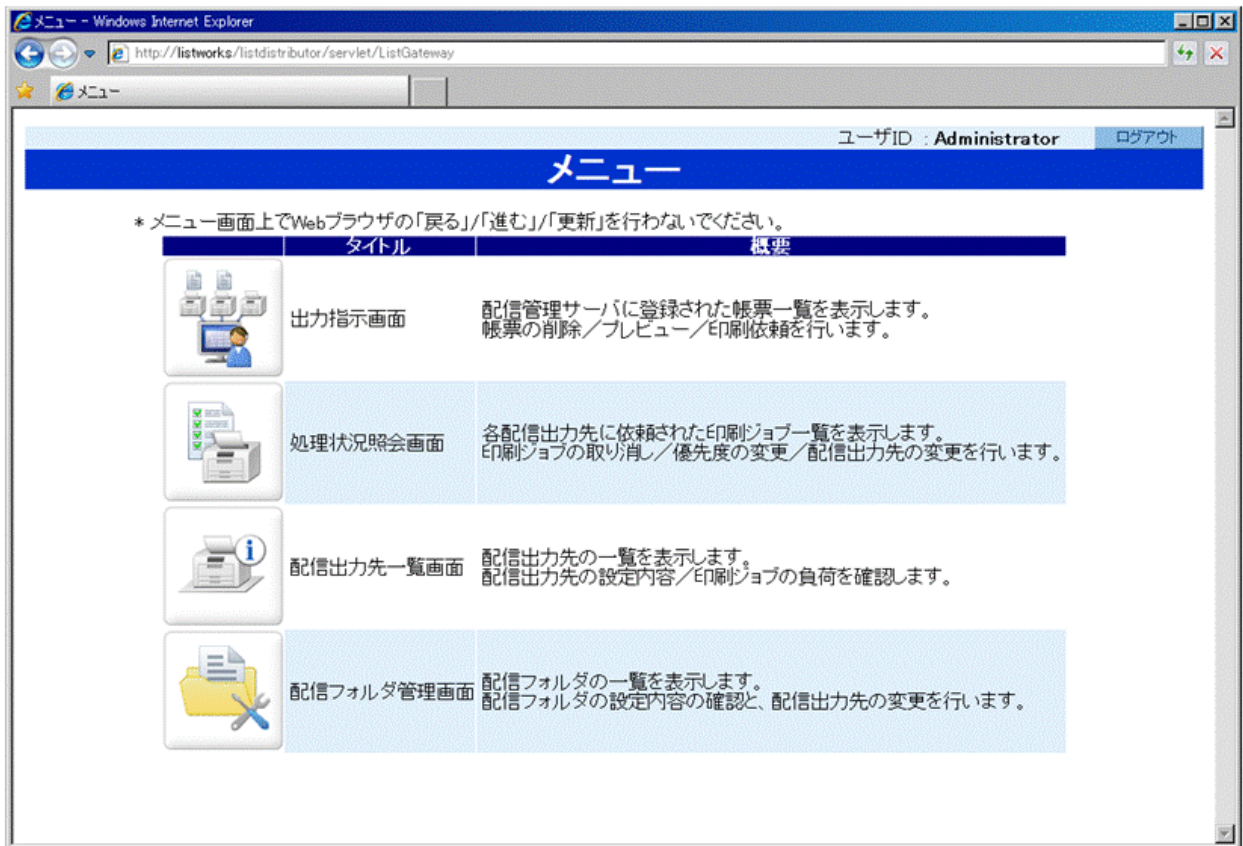 メニュー - Windows Internet Explorer
http://listworks/listdistributor/servlet/ListGateway
メニュー
ユーザID : Administrator ログアウト
メニュー
* メニュー画面上でWebブラウザの「戻る」/「進む」/「更新」を行わないでください。
タイトル 概要
出力指示画面
配信管理サーバに登録された帳票一覧を表示します。
帳票の削除/プレビュー/印刷依頼を行います。
処理状況照会画面
各配信出力先に依頼された印刷ジョブ一覧を表示します。
印刷ジョブの取り消し/優先度の変更/配信出力先の変更を行います。
配信出力先一覧画面
配信出力先の一覧を表示します。
配信出力先の設定内容/印刷ジョブの負荷を確認します。
配信フォルダ管理画面
配信フォルダの一覧を表示します。
配信フォルダの設定内容の確認と、配信出力先の変更を行います。